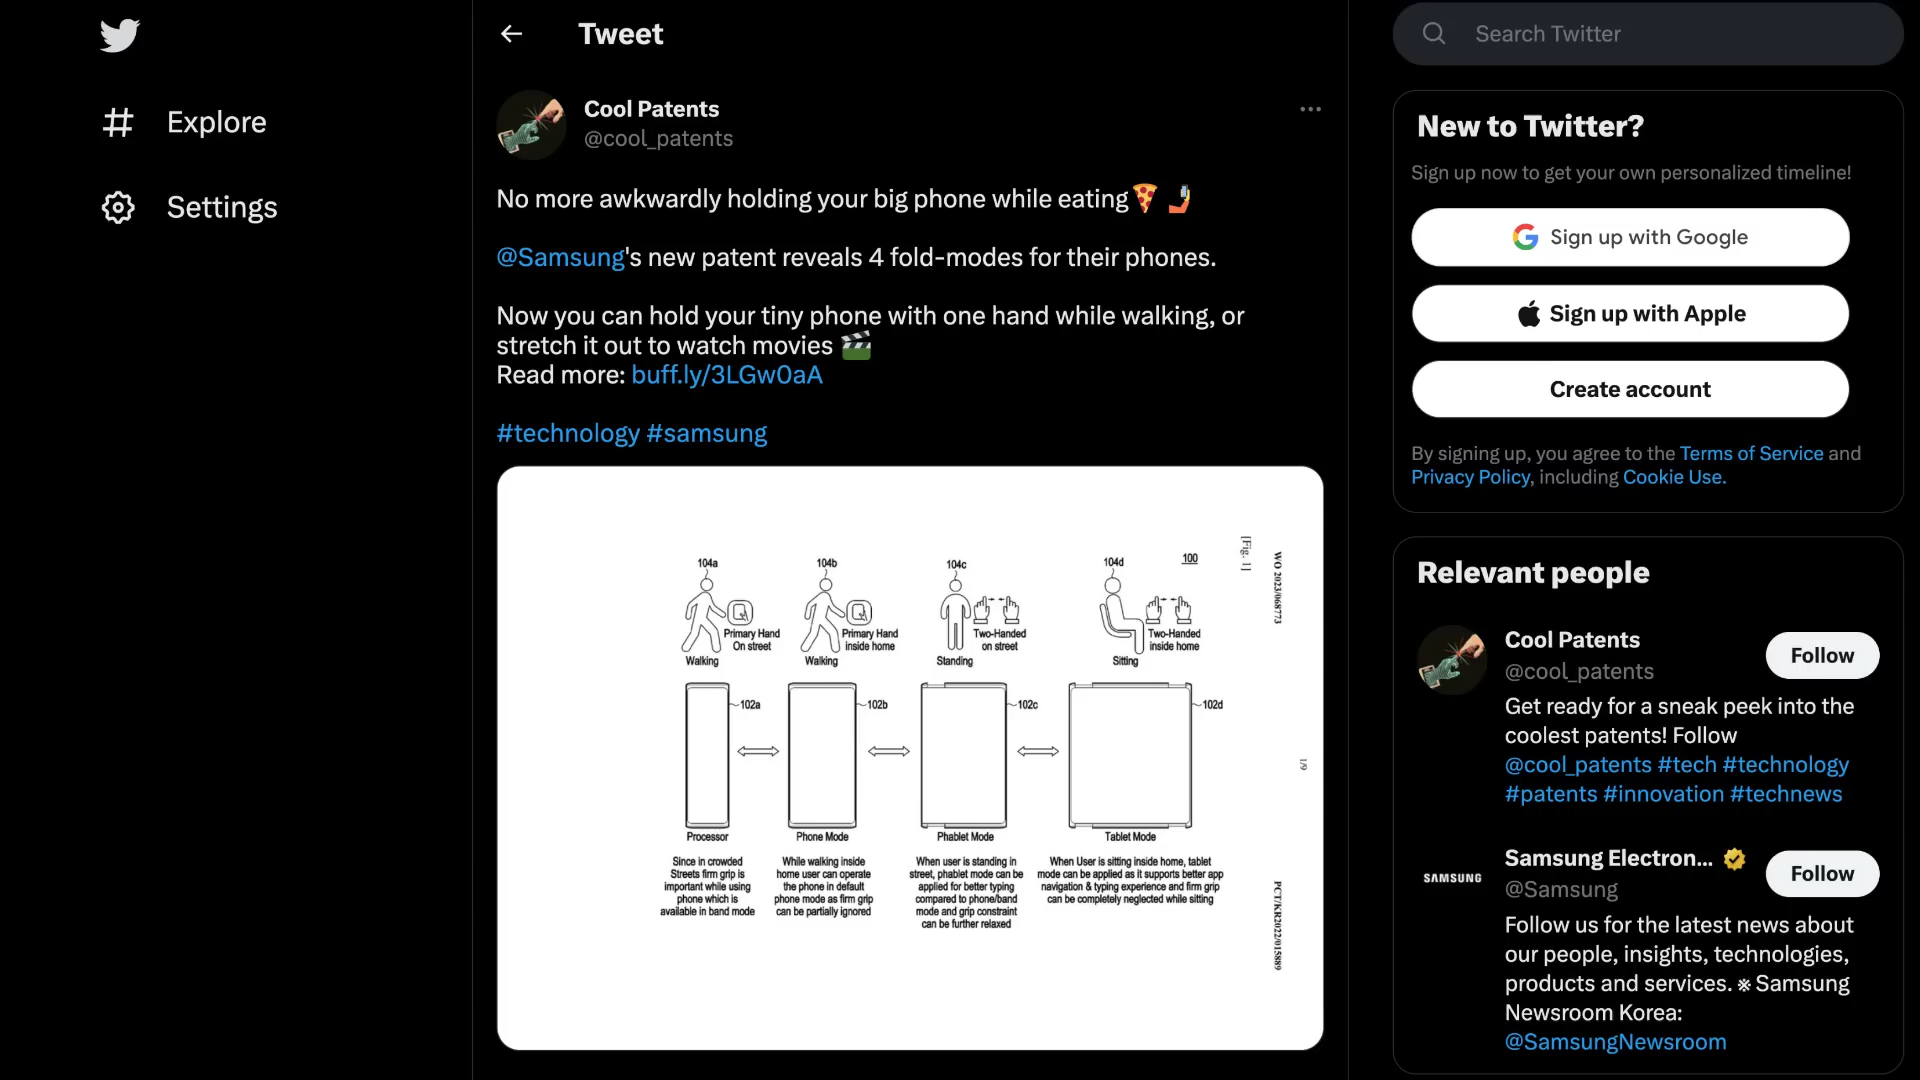 Explore
Settings
Tweet
Cool Patents
@cool_patents
No more awkwardly holding your big phone while eating🍕 🤳
@Samsung's new patent reveals 4 fold-modes for their phones.
Now you can hold your tiny phone with one hand while walking, or
stretch it out to watch movies 🎬
Read more: buff.ly/3LGw0aA
#technology #samsung
104a
104b
104c
104d
100
[Fig. 1]
WO 2023/068773
Primary Hand
On street
Walking
Primary Hand
inside home
Walking
Two-Handed
on street
Standing
Two-Handed
inside home
Sitting
102a
102b
102c
102d
1/9
Processor
Phone Mode
Phablet Mode
Tablet Mode
Since in crowded
Streets firm grip is
important while using
phone which is
available in band mode
While walking inside
home user can operate
the phone in default
phone mode as firm grip
can be partially ignored
When user is standing in
street, phablet mode can be
applied for better typing
compared to phone/band
mode and grip constraint
can be further relaxed
When User is sitting inside home, tablet
mode can be applied as it supports better app
navigation & typing experience and firm grip
can be completely neglected while sitting
PCT/KR2022/015889
Search Twitter
New to Twitter?
Sign up now to get your own personalized timeline!
Sign up with Google
Sign up with Apple
Create account
By signing up, you agree to the Terms of Service and
Privacy Policy, including Cookie Use.
Relevant people
Cool Patents
@cool_patents
Follow
Get ready for a sneak peek into the
coolest patents! Follow
@cool_patents #tech #technology
#patents #innovation #technews
SAMSUNG
Samsung Electron...
@Samsung
Follow
Follow us for the latest news about
our people, insights, technologies,
products and services. ※ Samsung
Newsroom Korea:
@SamsungNewsroom